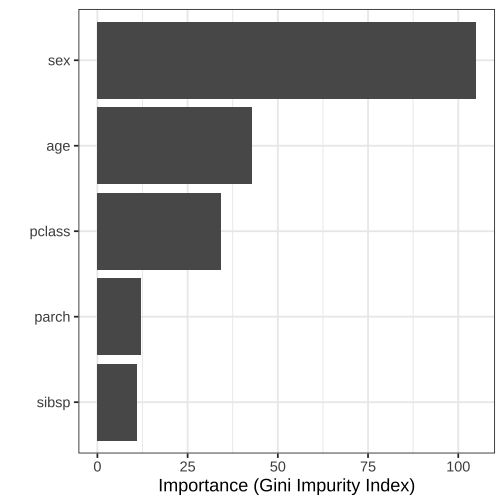 sex
age
pclass
parch
sibsp
0 25 50 75 100
Importance (Gini Impurity Index)